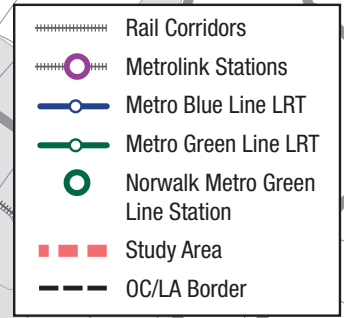 Rail Corridors
Metrolink Stations
Metro Blue Line LRT
Metro Green Line LRT
Norwalk Metro Green
Line Station
Study Area
OC/LA Border